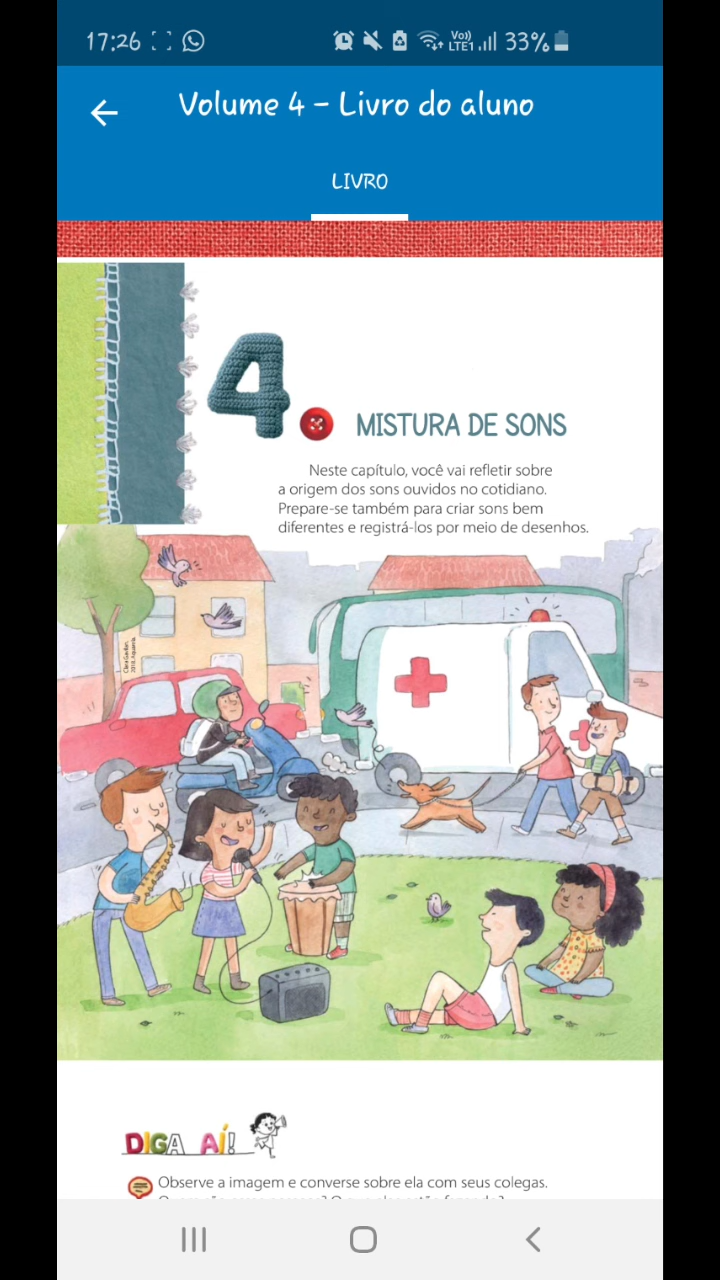 17:26
Vo)) LTE1 33%
Volume 4 – Livro do aluno
LIVRO
4 MISTURA DE SONS
Neste capítulo, você vai refletir sobre
a origem dos sons ouvidos no cotidiano.
Prepare-se também para criar sons bem
diferentes e registrá-los por meio de desenhos.
DIGA AÍ!
Observe a imagem e converse sobre ela com seus colegas.